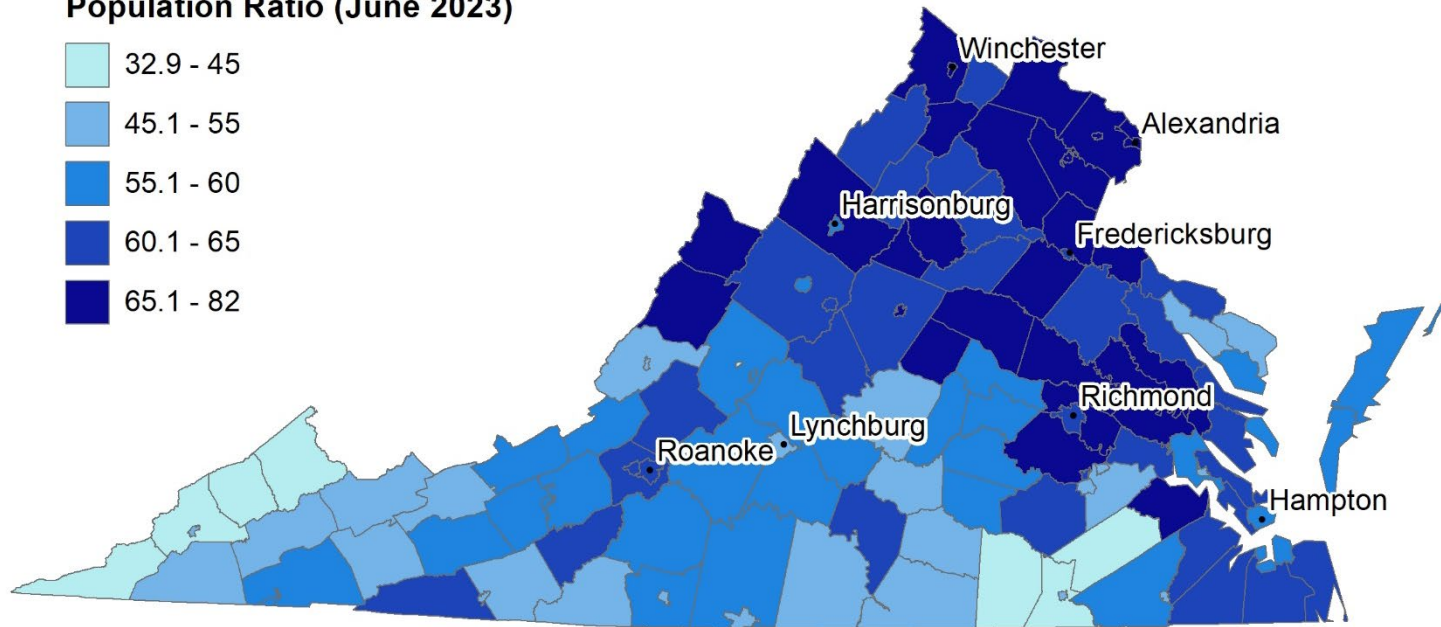 Population Ratio (June 2023)
32.9 - 45
45.1 - 55
55.1 - 60
60.1 - 65
65.1 - 82
Winchester
Alexandria
Harrisonburg
Fredericksburg
Richmond
Lynchburg
Roanoke
Hampton